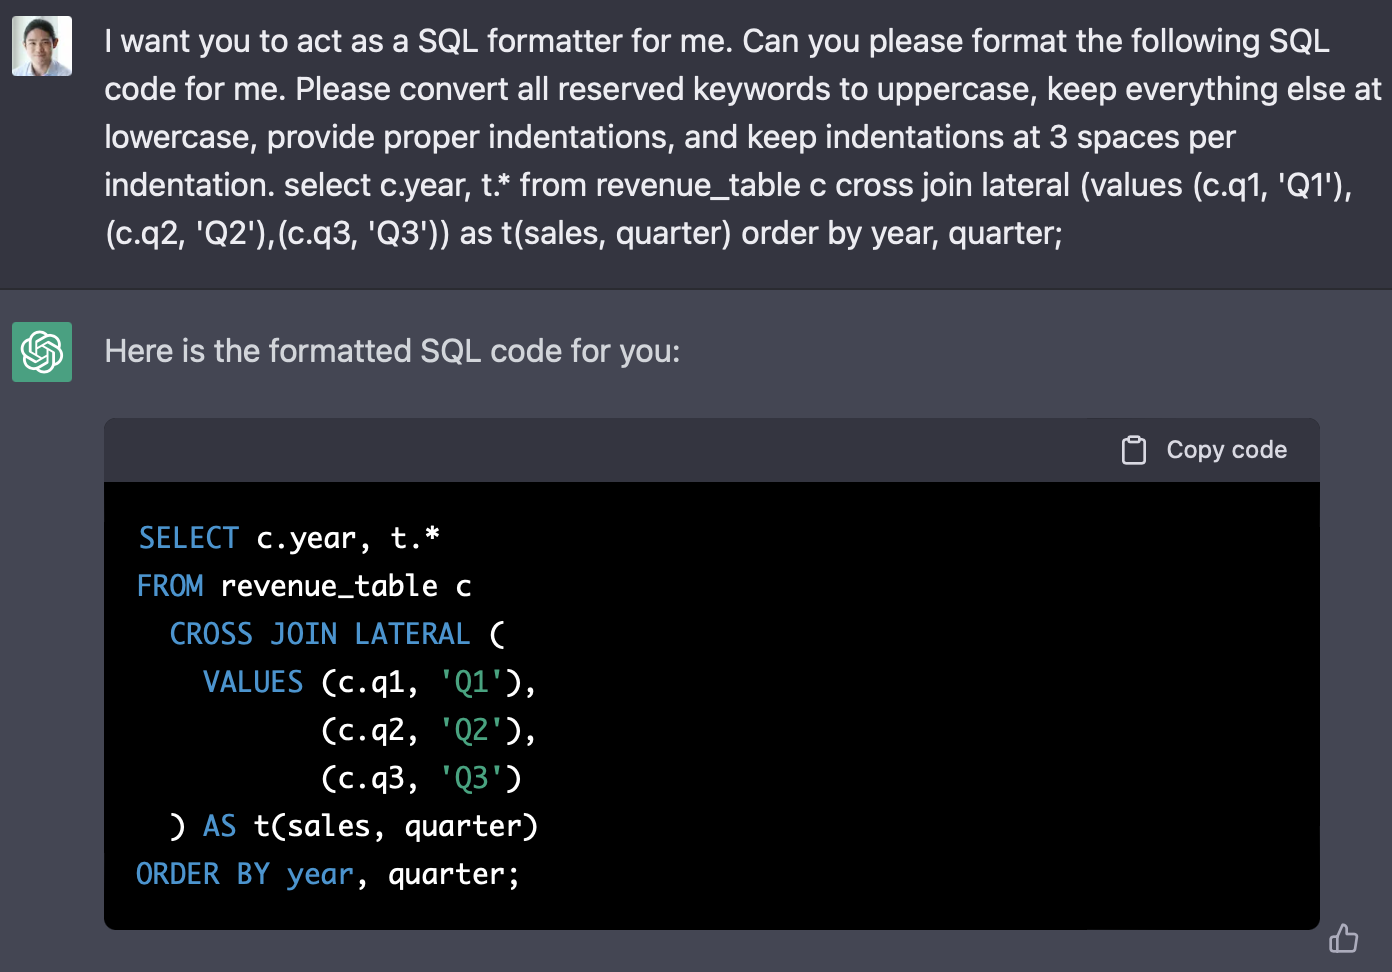 I want you to act as a SQL formatter for me. Can you please format the following SQL
code for me. Please convert all reserved keywords to uppercase, keep everything else at
lowercase, provide proper indentations, and keep indentations at 3 spaces per
indentation. select c.year, t.* from revenue_table c cross join lateral (values (c.q1, 'Q1'),
(c.q2, 'Q2'),(c.q3, 'Q3')) as t(sales, quarter) order by year, quarter;
Here is the formatted SQL code for you:
Copy code
SELECT c.year, t.*
FROM revenue_table c
  CROSS JOIN LATERAL (
    VALUES (c.q1, 'Q1'),
           (c.q2, 'Q2'),
           (c.q3, 'Q3')
  ) AS t(sales, quarter)
ORDER BY year, quarter;